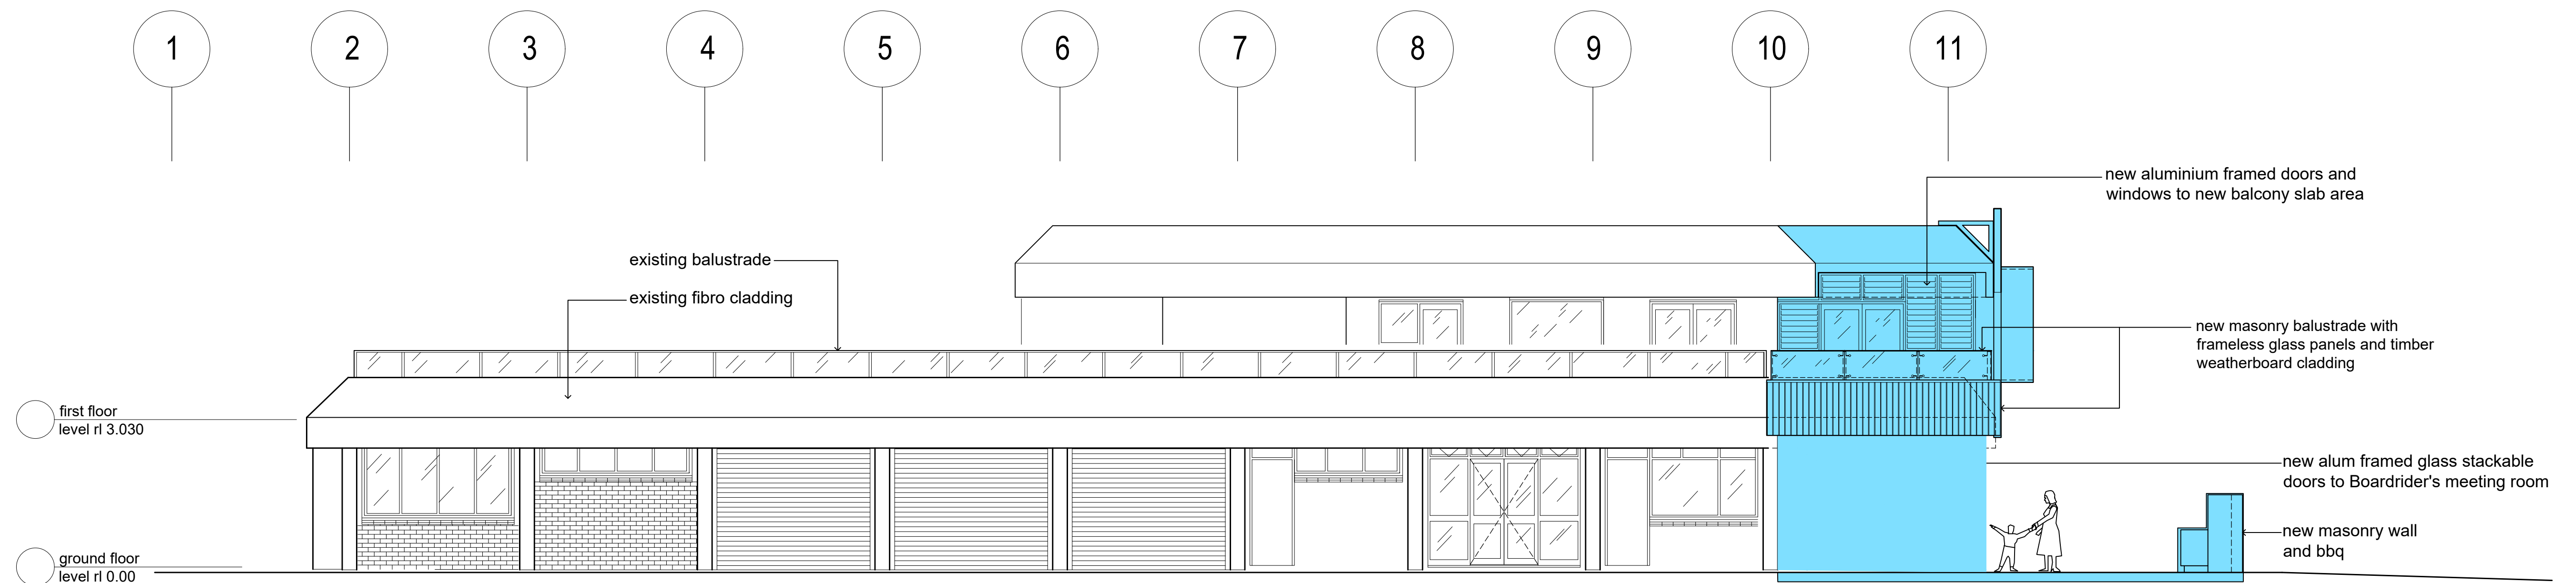 1 2 3 4 5 6 7 8 9 10 11
new aluminium framed doors and
windows to new balcony slab area
existing balustrade
existing fibro cladding
new masonry balustrade with
frameless glass panels and timber
weatherboard cladding
first floor
level rl 3.030
new alum framed glass stackable
doors to Boardrider's meeting room
new masonry wall
and bbq
ground floor
level rl 0.00